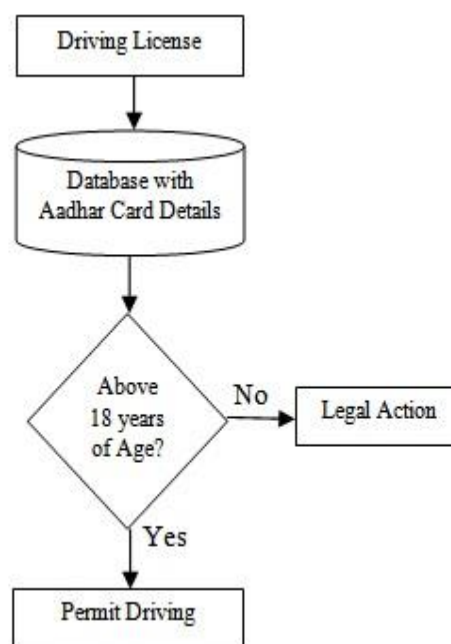 Driving License
Database with
Aadhar Card Details
Above
18 years
of Age?
No
Legal Action
Yes
Permit Driving